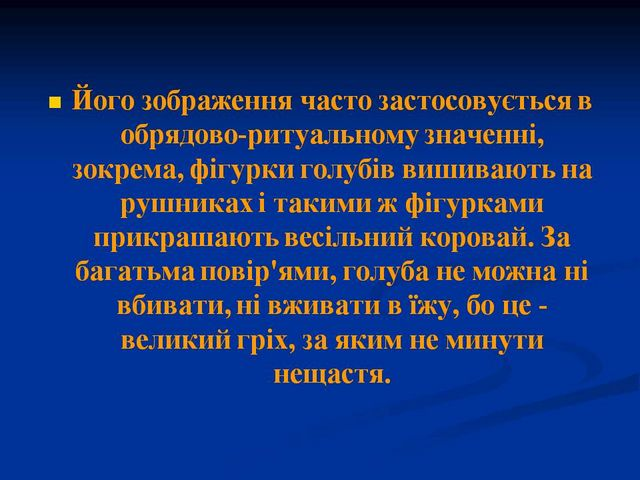 Його зображення часто застосовується в
обрядово-ритуальному значенні,
зокрема, фігурки голубів вишивають на
рушниках і такими ж фігурками
прикрашають весільний коровай. За
багатьма повір'ями, голуба не можна ні
вбивати, ні вживати в їжу, бо це -
великий гріх, за яким не минути
нещастя.